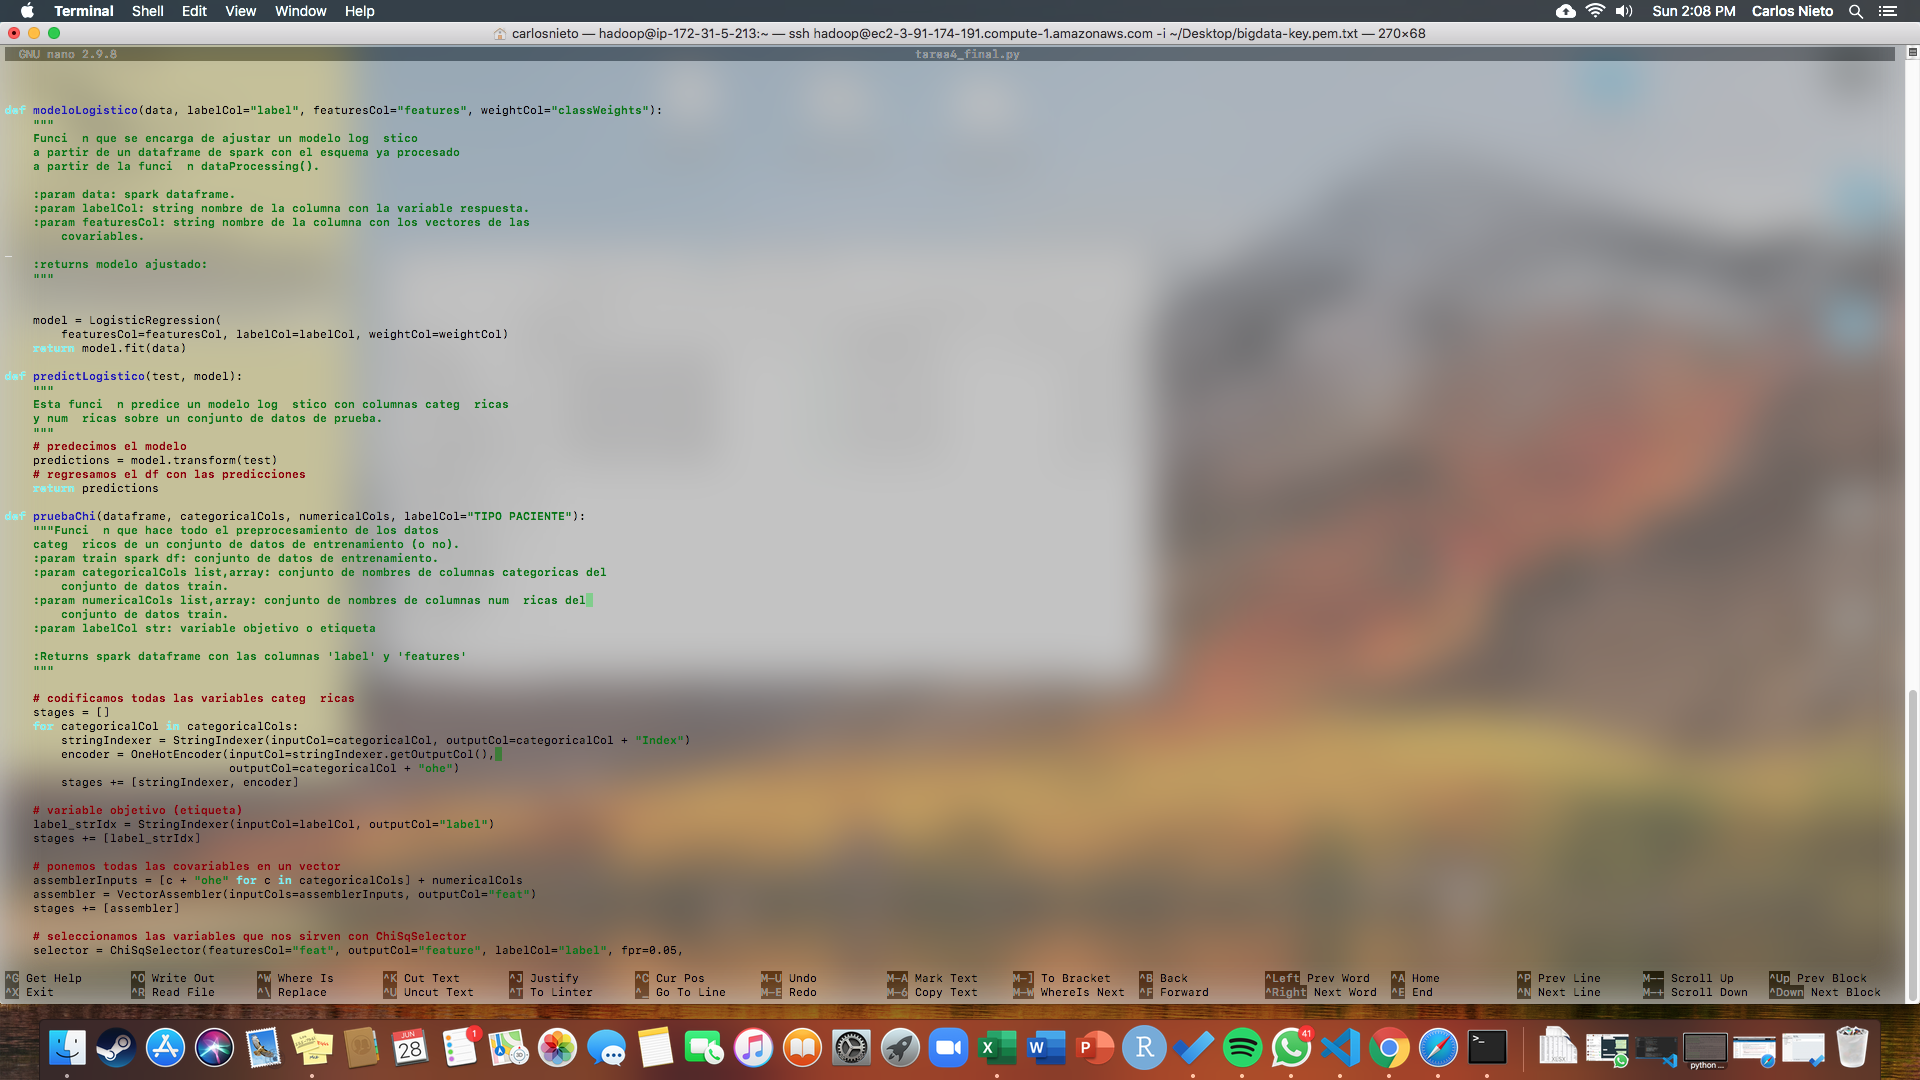 Terminal Shell Edit View Window Help Sun 2:08 PM Carlos Nieto
carlosnieto — hadoop@ip-172-31-5-213:~ — ssh hadoop@ec2-3-91-174-191.compute-1.amazonaws.com -i ~/Desktop/bigdata-key.pem.txt — 270×68
GNU nano 2.9.8 tarea4_final.py
def modeloLogistico(data, labelCol="label", featuresCol="features", weightCol="classWeights"):
"""
Funci  n que se encarga de ajustar un modelo log  stico
a partir de un dataframe de spark con el esquema ya procesado
a partir de la funci  n dataProcessing().
:param data: spark dataframe.
:param labelCol: string nombre de la columna con la variable respuesta.
:param featuresCol: string nombre de la columna con los vectores de las
covariables.
:returns modelo ajustado:
"""
model = LogisticRegression(
featuresCol=featuresCol, labelCol=labelCol, weightCol=weightCol)
return model.fit(data)
def predictLogistico(test, model):
"""
Esta funci  n predice un modelo log  stico con columnas categ  ricas
y num  ricas sobre un conjunto de datos de prueba.
"""
# predecimos el modelo
predictions = model.transform(test)
# regresamos el df con las predicciones
return predictions
def pruebaChi(dataframe, categoricalCols, numericalCols, labelCol="TIPO PACIENTE"):
"""Funci  n que hace todo el preprocesamiento de los datos
categ  ricos de un conjunto de datos de entrenamiento (o no).
:param train spark df: conjunto de datos de entrenamiento.
:param categoricalCols list,array: conjunto de nombres de columnas categoricas del
conjunto de datos train.
:param numericalCols list,array: conjunto de nombres de columnas num  ricas del
conjunto de datos train.
:param labelCol str: variable objetivo o etiqueta
:Returns spark dataframe con las columnas 'label' y 'features'
"""
# codificamos todas las variables categ  ricas
stages = []
for categoricalCol in categoricalCols:
stringIndexer = StringIndexer(inputCol=categoricalCol, outputCol=categoricalCol + "Index")
encoder = OneHotEncoder(inputCol=stringIndexer.getOutputCol(),
outputCol=categoricalCol + "ohe")
stages += [stringIndexer, encoder]
# variable objetivo (etiqueta)
label_strIdx = StringIndexer(inputCol=labelCol, outputCol="label")
stages += [label_strIdx]
# ponemos todas las covariables en un vector
assemblerInputs = [c + "ohe" for c in categoricalCols] + numericalCols
assembler = VectorAssembler(inputCols=assemblerInputs, outputCol="feat")
stages += [assembler]
# seleccionamos las variables que nos sirven con ChiSqSelector
selector = ChiSqSelector(featuresCol="feat", outputCol="feature", labelCol="label", fpr=0.05,
^G Get Help ^O Write Out ^W Where Is ^K Cut Text ^J Justify ^C Cur Pos M-U Undo M-A Mark Text M-] To Bracket ^B Back ^Left Prev Word ^A Home ^P Prev Line M-- Scroll Up ^Up Prev Block
^X Exit ^R Read File ^\ Replace ^U Uncut Text ^T To Linter ^_ Go To Line M-E Redo M-6 Copy Text M-W WhereIs Next ^F Forward ^Right Next Word ^E End ^N Next Line M-+ Scroll Down ^Down Next Block
JUN
28
1
41
python ...